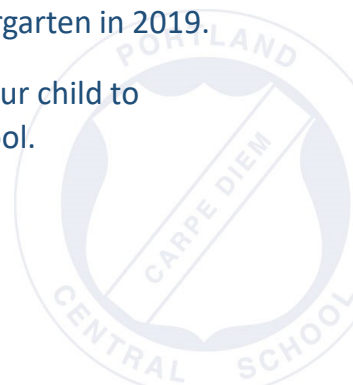 rgarten in 2019.
ur child to
ol.
PORTLAND
CARPE DIEM
CENTRAL SCHOOL